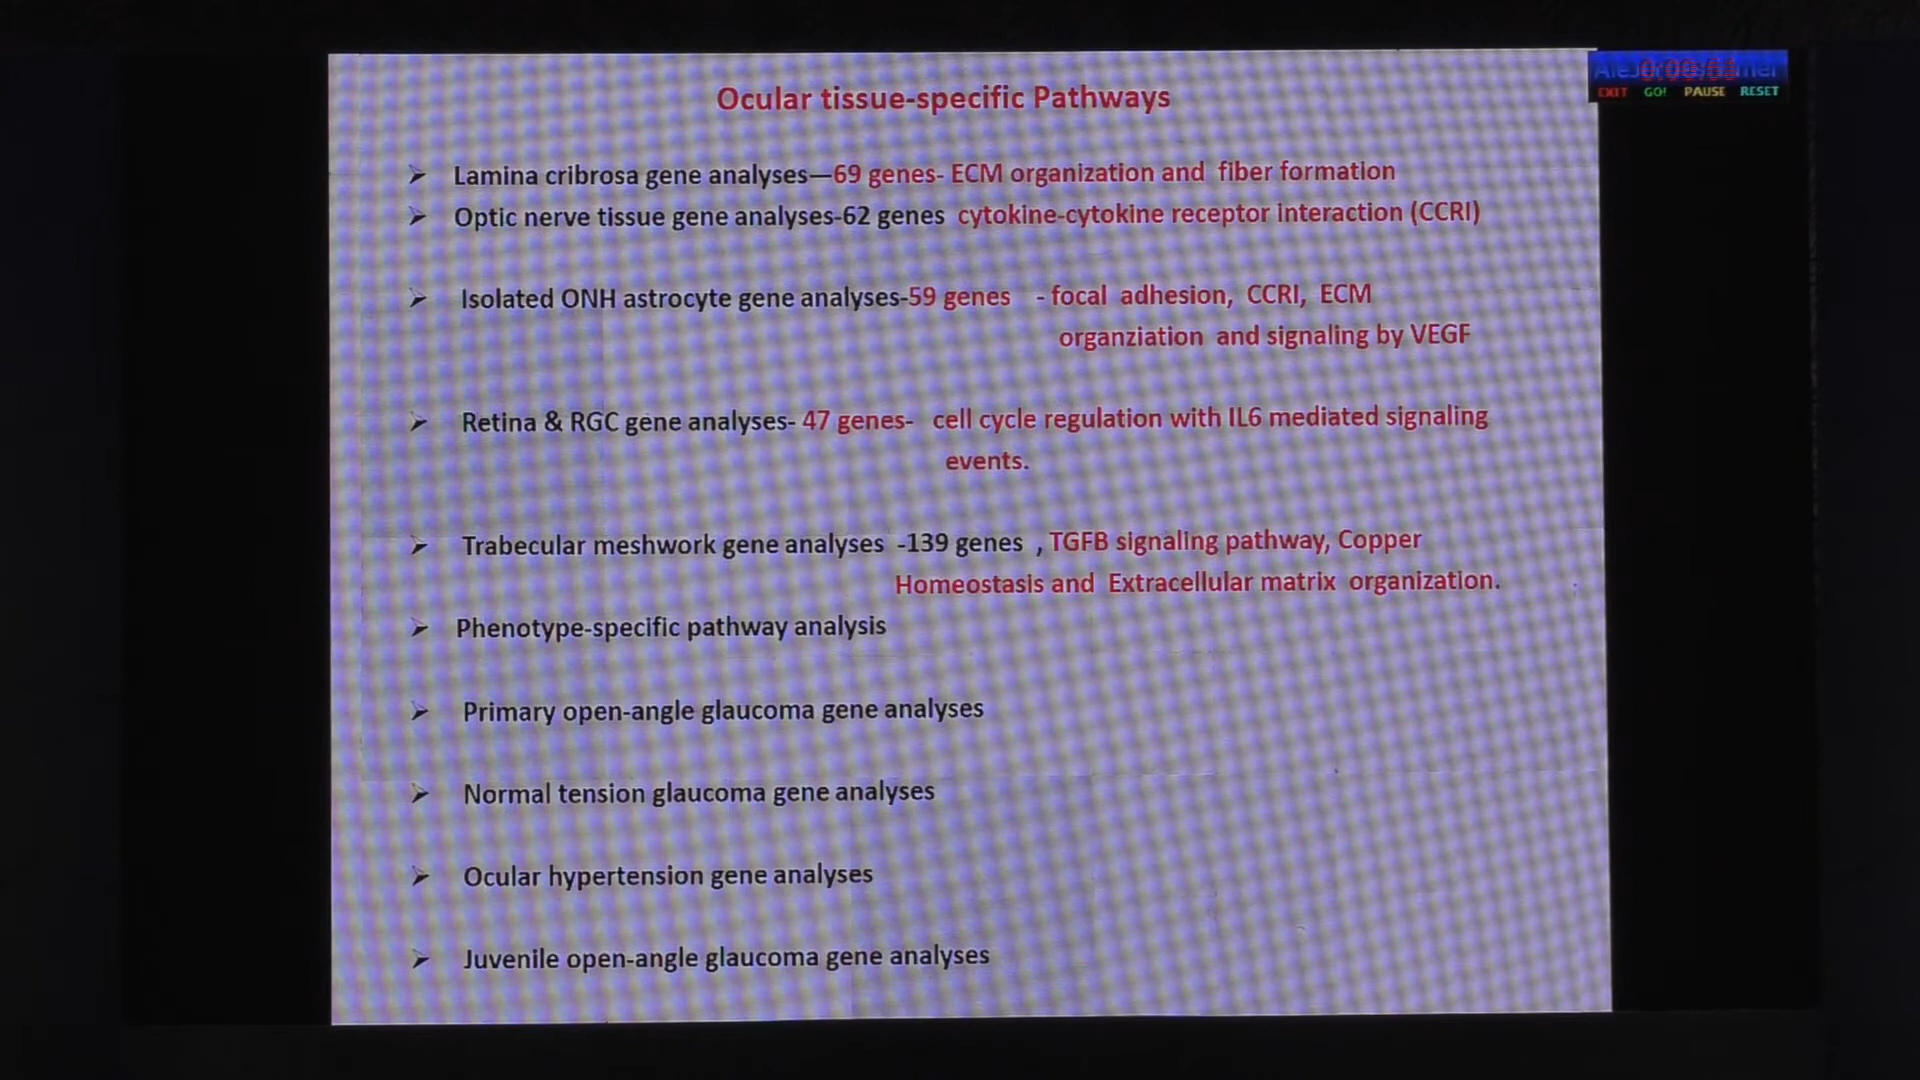 Ocular tissue-specific Pathways
EXIT GO! PAUSE RESET
➢ Lamina cribrosa gene analyses—69 genes- ECM organization and fiber formation
➢ Optic nerve tissue gene analyses-62 genes cytokine-cytokine receptor interaction (CCRI)
➢ Isolated ONH astrocyte gene analyses-59 genes - focal adhesion, CCRI, ECM
organziation and signaling by VEGF
➢ Retina & RGC gene analyses- 47 genes- cell cycle regulation with IL6 mediated signaling
events.
➢ Trabecular meshwork gene analyses -139 genes , TGFB signaling pathway, Copper
Homeostasis and Extracellular matrix organization.
➢ Phenotype-specific pathway analysis
➢ Primary open-angle glaucoma gene analyses
➢ Normal tension glaucoma gene analyses
➢ Ocular hypertension gene analyses
➢ Juvenile open-angle glaucoma gene analyses